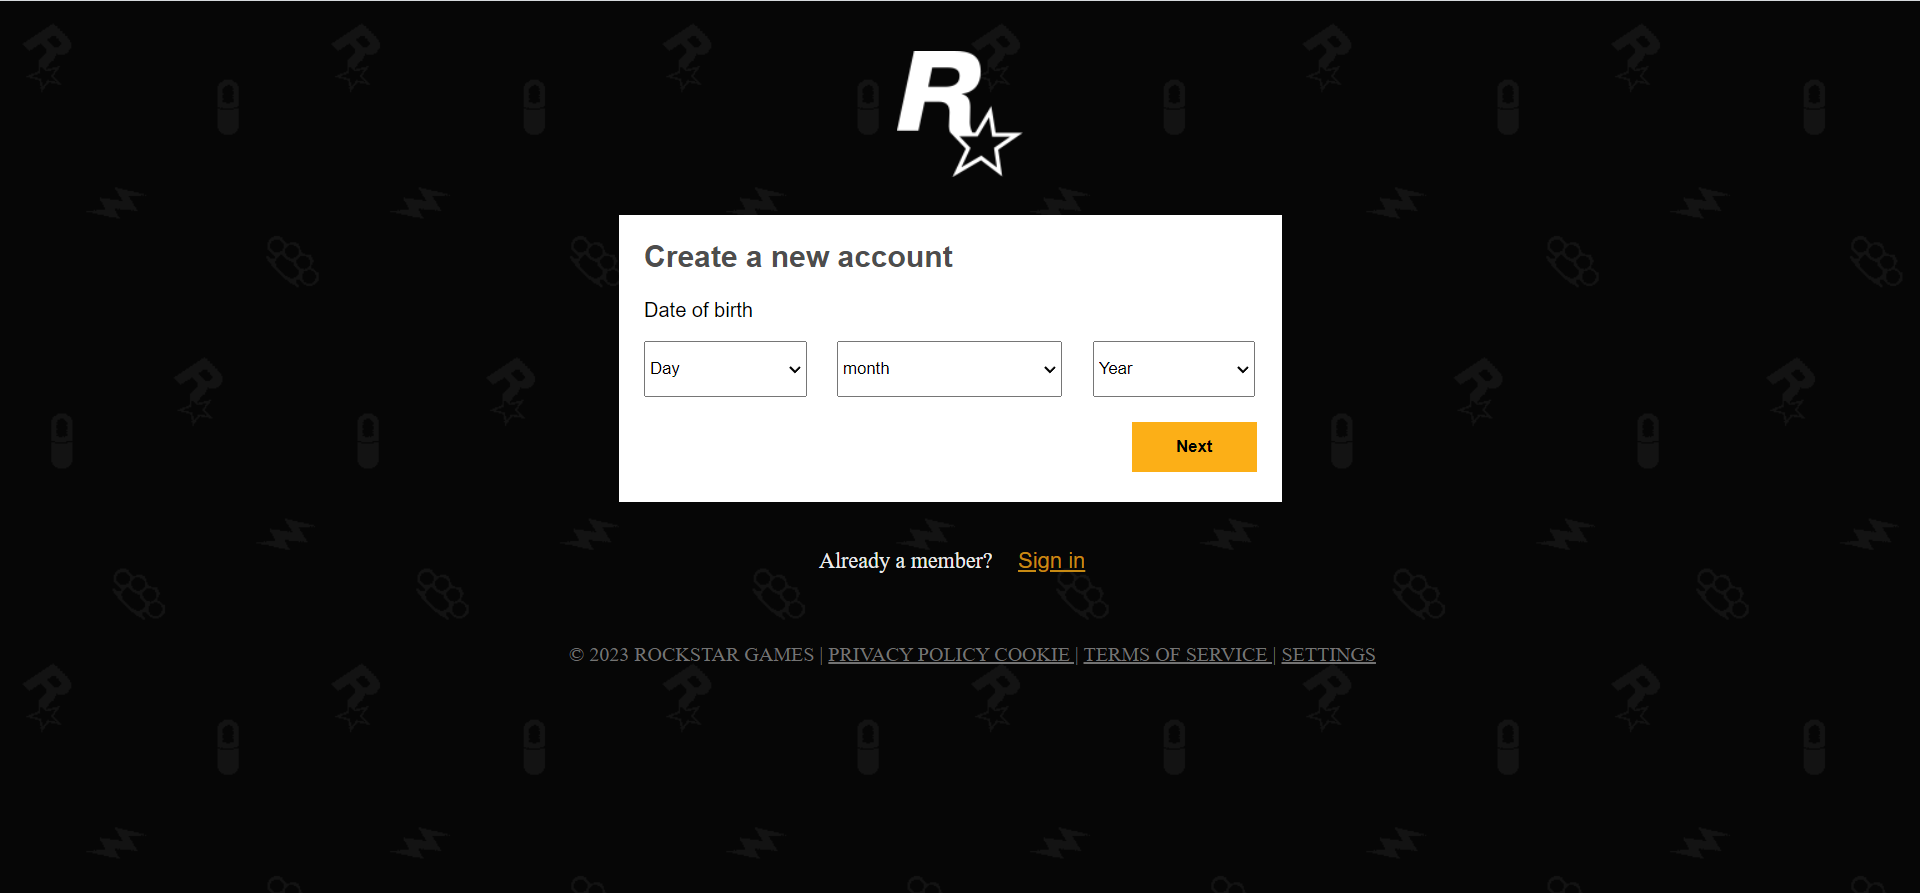 R
Create a new account
Date of birth
Day month Year
Next
Already a member? Sign in
© 2023 ROCKSTAR GAMES | PRIVACY POLICY COOKIE | TERMS OF SERVICE | SETTINGS